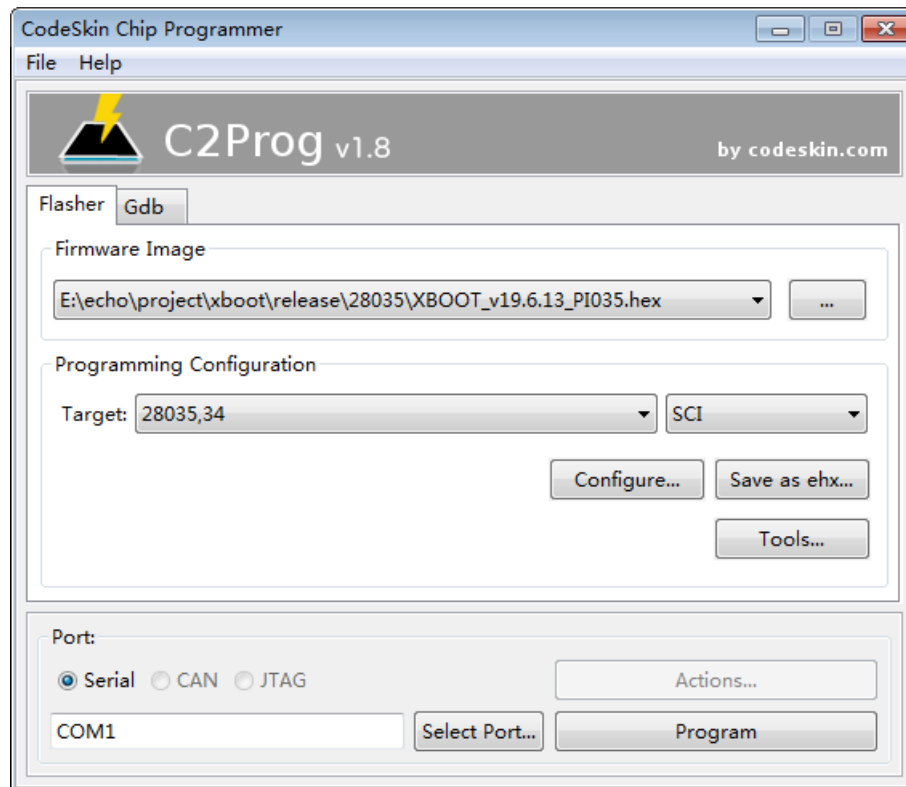 CodeSkin Chip Programmer
File Help
C2Prog v1.8
by codeskin.com
Flasher Gdb
Firmware Image
E:\echo\project\xboot\release\28035\XBOOT_v19.6.13_PI035.hex ...
Programming Configuration
Target: 28035,34 SCI
Configure... Save as ehx...
Tools...
Port:
Serial CAN JTAG Actions...
COM1 Select Port... Program